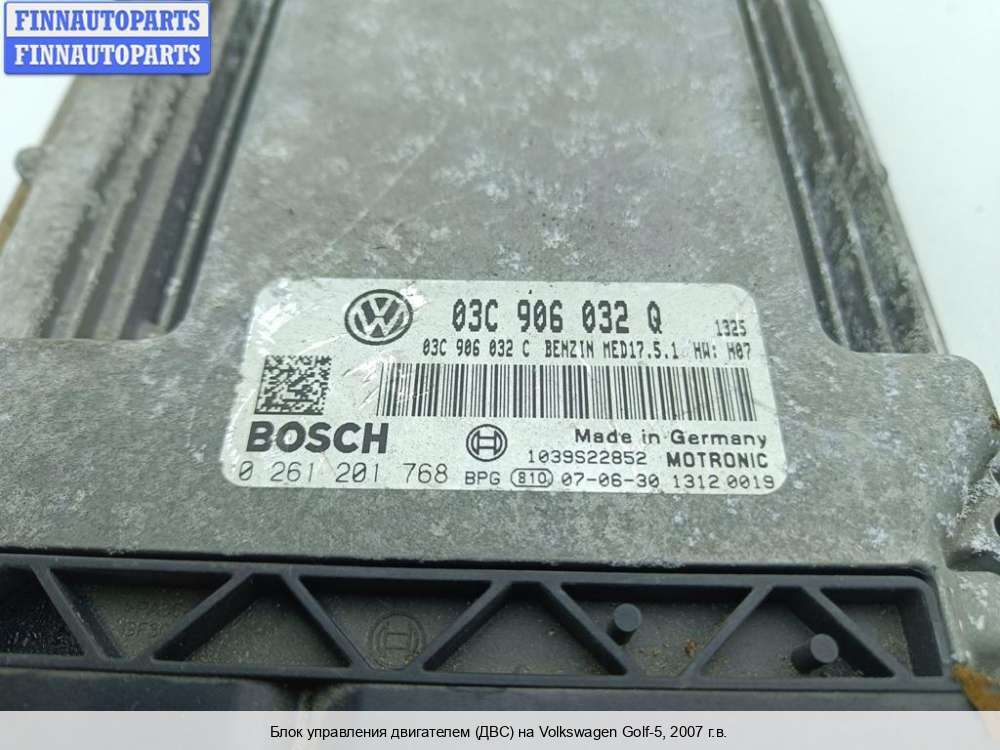 FINNAUTOPARTS
FINNAUTOPARTS
03C 906 032 Q 1325
03C 906 032 C BENZIN MED17.5.1 HW: H07
BOSCH Made in Germany
1039S22852 MOTRONIC
0 261 201 768 BPG 810 07-06-30 1312 0019
Блок управления двигателем (ДВС) на Volkswagen Golf-5, 2007 г.в.